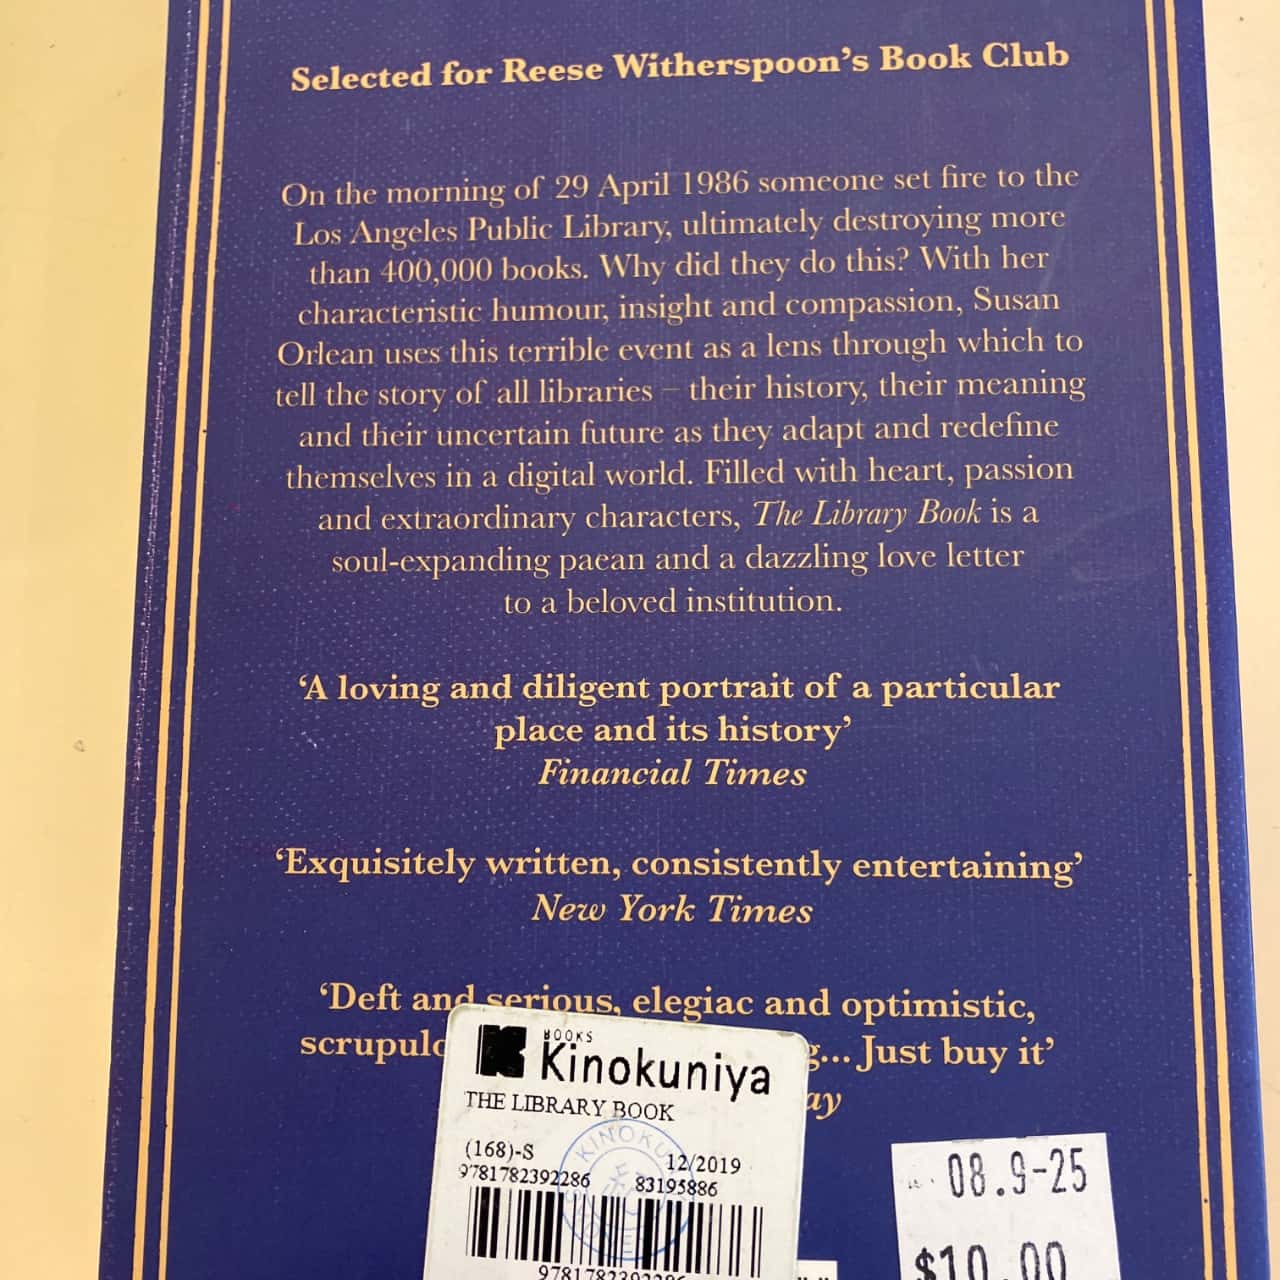 Selected for Reese Witherspoon's Book Club
On the morning of 29 April 1986 someone set fire to the
Los Angeles Public Library, ultimately destroying more
than 400,000 books. Why did they do this? With her
characteristic humour, insight and compassion, Susan
Orlean uses this terrible event as a lens through which to
tell the story of all libraries – their history, their meaning
and their uncertain future as they adapt and redefine
themselves in a digital world. Filled with heart, passion
and extraordinary characters, The Library Book is a
soul-expanding paean and a dazzling love letter
to a beloved institution.
'A loving and diligent portrait of a particular
place and its history'
Financial Times
'Exquisitely written, consistently entertaining'
New York Times
'Deft and serious, elegiac and optimistic,
... Just buy it'
BOOKS
Kinokuniya
THE LIBRARY BOOK
(168)-S 12/2019
9781782392286 83195886
9781782392286
08.9-25
$10.00